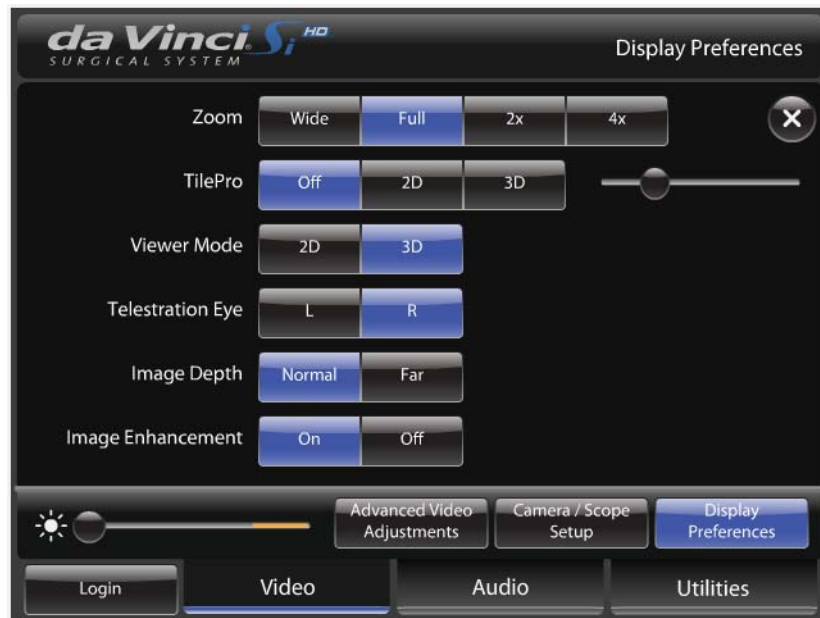 da Vinci. Si HD
SURGICAL SYSTEM
Display Preferences
Zoom Wide Full 2x 4x
TilePro Off 2D 3D
Viewer Mode 2D 3D
Telestration Eye L R
Image Depth Normal Far
Image Enhancement On Off
Advanced Video
Adjustments
Camera / Scope
Setup
Display
Preferences
Login Video Audio Utilities